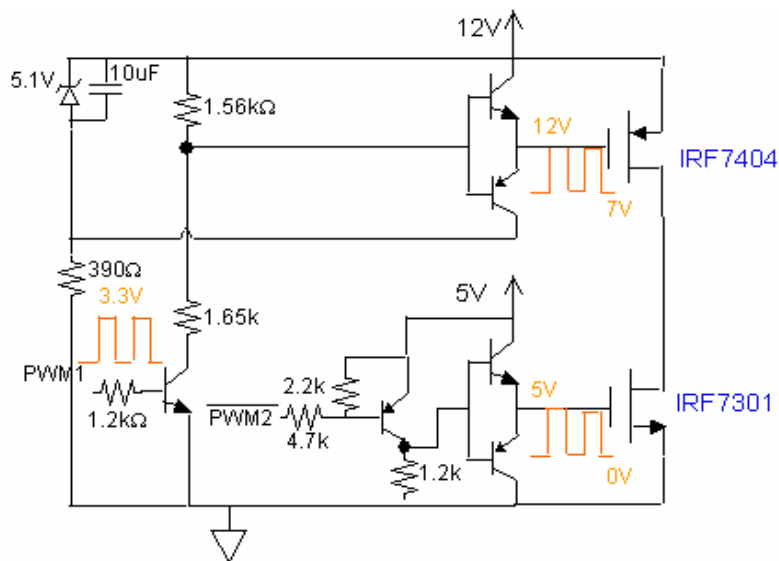 12V
5.1V
10uF
1.56kΩ
12V
IRF7404
7V
390Ω
3.3V
1.65k
5V
PWM1
1.2kΩ
2.2k
PWM2
4.7k
5V
IRF7301
1.2k
0V